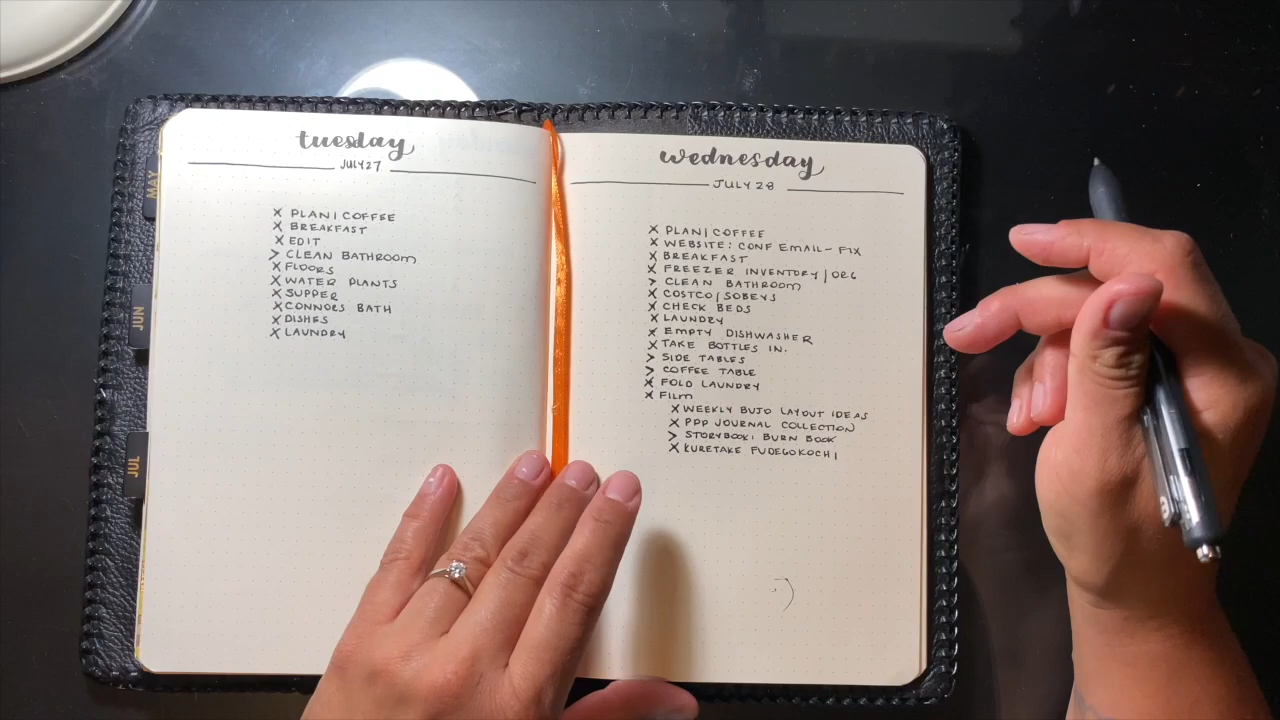 tuesday
JULY 27
X PLAN | COFFEE
X BREAKFAST
X EDIT
> CLEAN BATHROOM
X FLOORS
X WATER PLANTS
X SUPPER
X CONNORS BATH
X DISHES
X LAUNDRY
MAY
JUN
JUL
wednesday
JULY 28
X PLAN | COFFEE
X WEBSITE: CONF EMAIL - FIX
X BREAKFAST
X FREEZER INVENTORY / ORG
> CLEAN BATHROOM
X COSTCO / SOBEYS
X CHECK BEDS
X LAUNDRY
X EMPTY DISHWASHER
X TAKE BOTTLES IN.
> SIDE TABLES
> COFFEE TABLE
X FOLD LAUNDRY
X FILM
X WEEKLY BUJO LAYOUT IDEAS
X PPP JOURNAL COLLECTION
> STORYBOOK: BURN BOOK
X KURETAKE FUDEGOKOCHI
:)